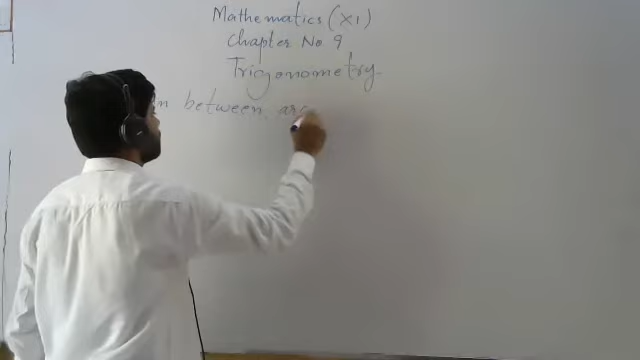 Mathematics (XI)
Chapter No 9
Trigonometry.
between